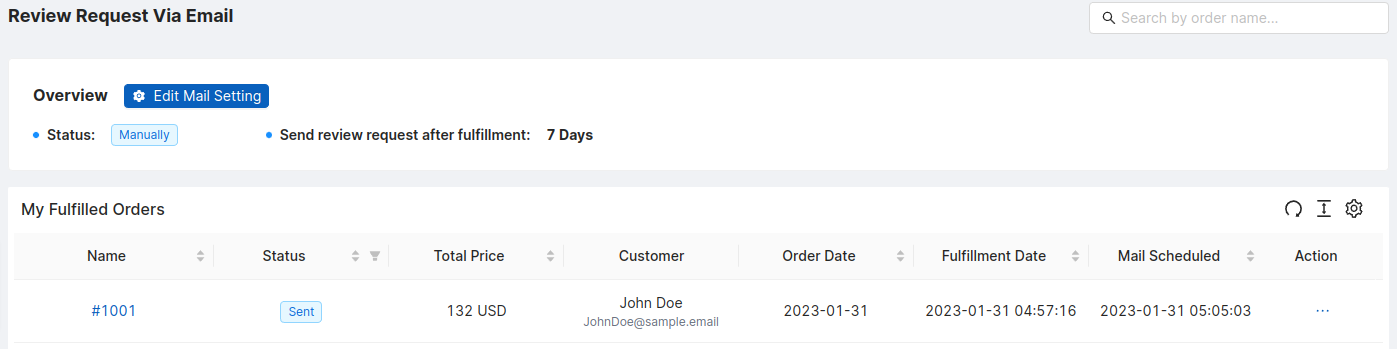 Review Request Via Email
Search by order name...
Overview
Edit Mail Setting
Status: Manually Send review request after fulfillment: 7 Days
My Fulfilled Orders
Name Status Total Price Customer Order Date Fulfillment Date Mail Scheduled Action
#1001 Sent 132 USD John Doe 2023-01-31 2023-01-31 04:57:16 2023-01-31 05:05:03 ...
JohnDoe@sample.email